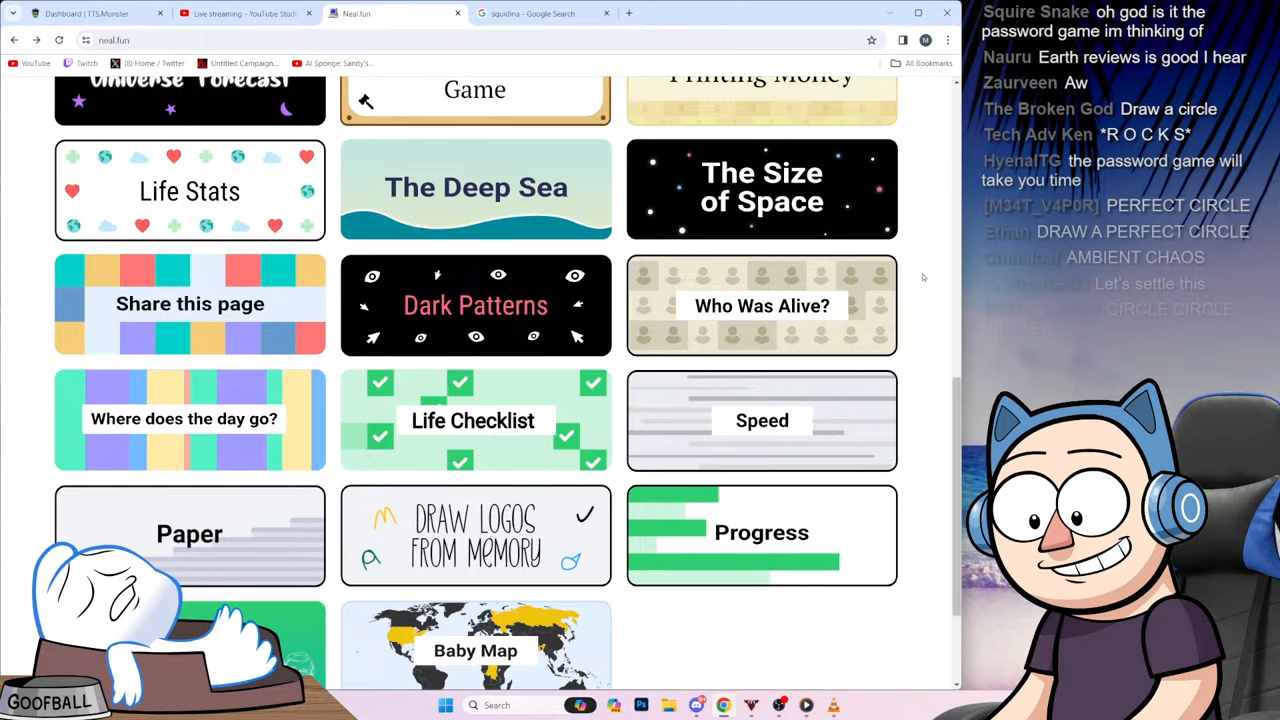 Dashboard | TTS.Monster
Live streaming - YouTube Studi
Neal.fun
squidina - Google Search
neal.fun
M
YouTube
Twitch
(8) Home / Twitter
Untitled Campaign...
AI Sponge: Sandy's...
All Bookmarks
Universe Forecast
Game
Printing Money
Life Stats
The Deep Sea
The Size
of Space
Share this page
Dark Patterns
Who Was Alive?
Where does the day go?
Life Checklist
Speed
Paper
DRAW LOGOS
FROM MEMORY
Progress
Baby Map
GOOFBALL
Search
Squire Snake oh god is it the
password game im thinking of
Nauru Earth reviews is good I hear
Zaurveen Aw
The Broken God Draw a circle
Tech Adv Ken *R O C K S*
HyenaITG the password game will
take you time
[M34T_V4P0R] PERFECT CIRCLE
Ethan DRAW A PERFECT CIRCLE
AMBIENT CHAOS
Let's settle this
CIRCLE CIRCLE